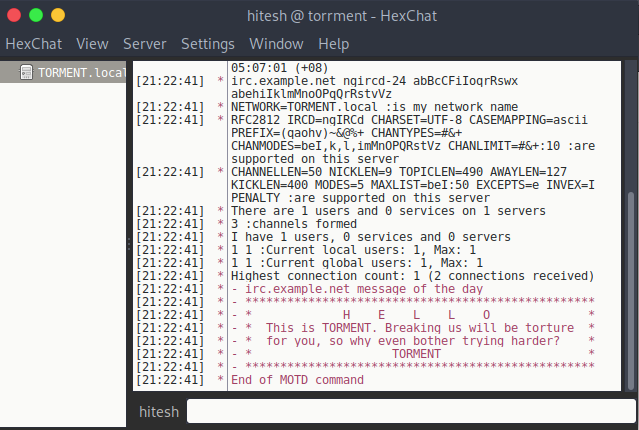 hitesh @ torrment - HexChat
HexChat View Server Settings Window Help
TORMENT.local
05:07:01 (+08)
[21:22:41] * irc.example.net ngircd-24 abBcCFiIoqrRswx
abehiIklmMnoOPqQrRstvVz
[21:22:41] * NETWORK=TORMENT.local :is my network name
[21:22:41] * RFC2812 IRCD=ngIRCd CHARSET=UTF-8 CASEMAPPING=ascii
PREFIX=(qaohv)~&@%+ CHANTYPES=#&+
CHANMODES=beI,k,l,imMnOPQRstVz CHANLIMIT=#&+:10 :are
supported on this server
[21:22:41] * CHANNELLEN=50 NICKLEN=9 TOPICLEN=490 AWAYLEN=127
KICKLEN=400 MODES=5 MAXLIST=beI:50 EXCEPTS=e INVEX=I
PENALTY :are supported on this server
[21:22:41] * There are 1 users and 0 services on 1 servers
[21:22:41] * 3 :channels formed
[21:22:41] * I have 1 users, 0 services and 0 servers
[21:22:41] * 1 1 :Current local users: 1, Max: 1
[21:22:41] * 1 1 :Current global users: 1, Max: 1
[21:22:41] * Highest connection count: 1 (2 connections received)
[21:22:41] * - irc.example.net message of the day
[21:22:41] * - **************************************************
[21:22:41] * - * H E L L O *
[21:22:41] * - * This is TORMENT. Breaking us will be torture *
[21:22:41] * - * for you, so why even bother trying harder? *
[21:22:41] * - * TORMENT *
[21:22:41] * - **************************************************
[21:22:41] * End of MOTD command
hitesh